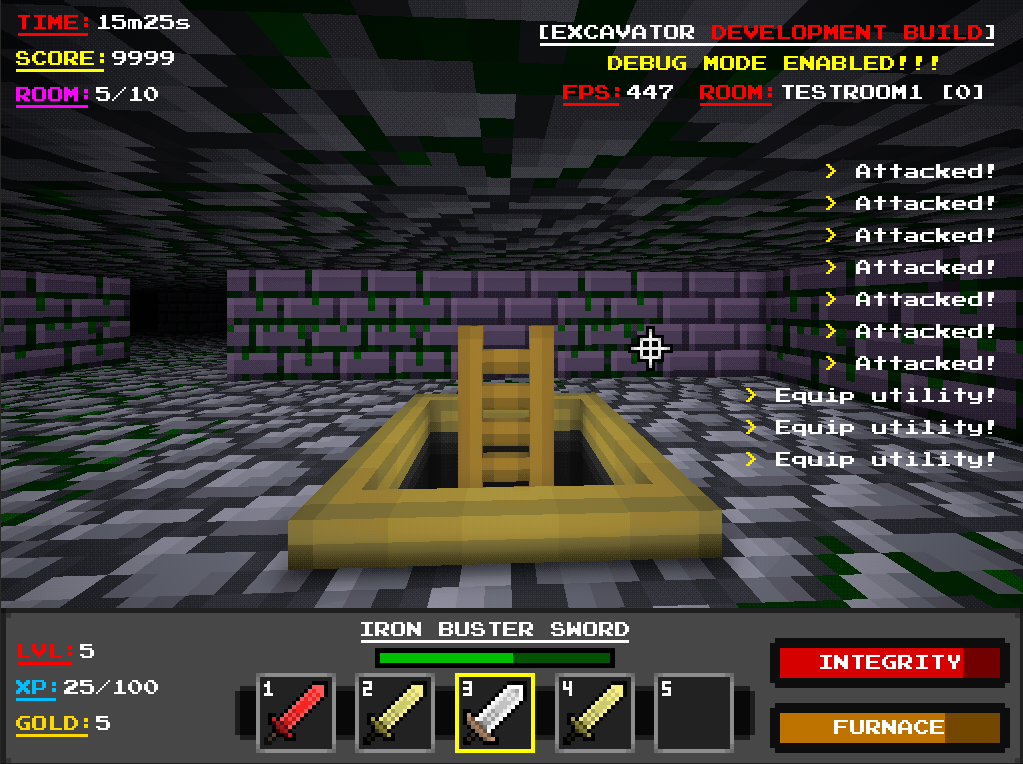 TIME: 15m25s
SCORE: 9999
ROOM: 5/10
[EXCAVATOR DEVELOPMENT BUILD]
DEBUG MODE ENABLED!!!
FPS: 447 ROOM: TESTROOM1 [0]
> Attacked!
> Attacked!
> Attacked!
> Attacked!
> Attacked!
> Attacked!
> Attacked!
> Equip utility!
> Equip utility!
> Equip utility!
LVL: 5
XP: 25/100
GOLD: 5
IRON BUSTER SWORD
1 2 3 4 5
INTEGRITY
FURNACE